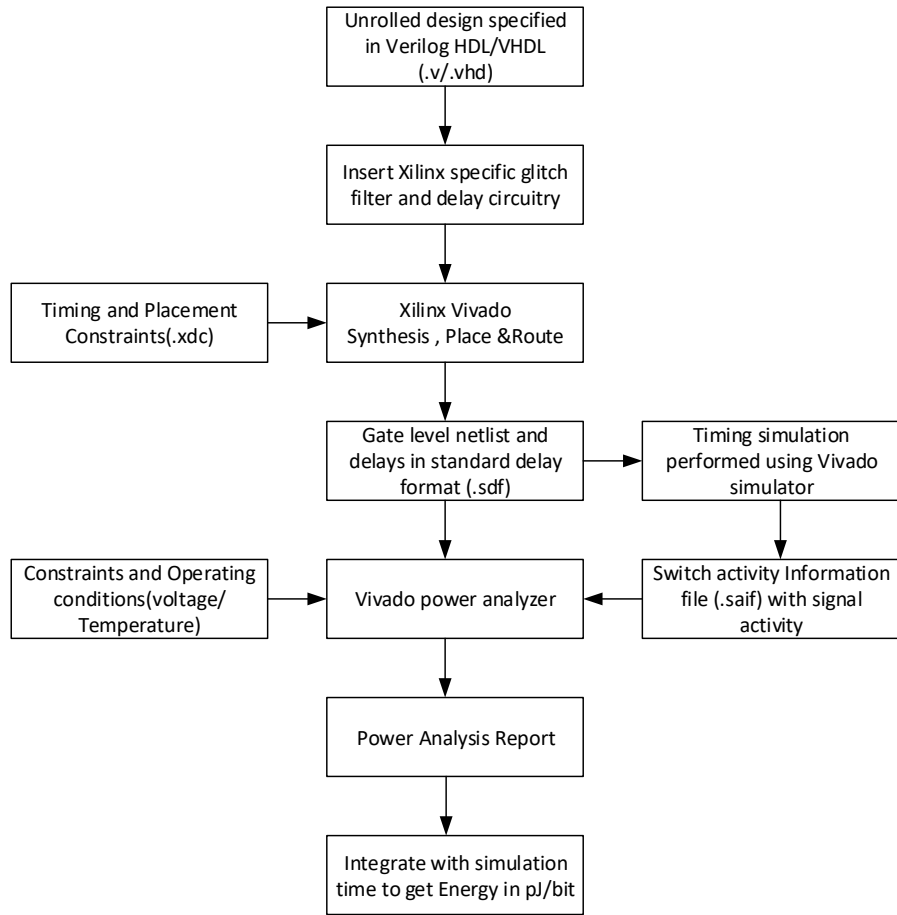 Unrolled design specified
in Verilog HDL/VHDL
(.v/.vhd)
Insert Xilinx specific glitch
filter and delay circuitry
Timing and Placement
Constraints(.xdc)
Xilinx Vivado
Synthesis , Place &Route
Gate level netlist and
delays in standard delay
format (.sdf)
Timing simulation
performed using Vivado
simulator
Constraints and Operating
conditions(voltage/
Temperature)
Vivado power analyzer
Switch activity Information
file (.saif) with signal
activity
Power Analysis Report
Integrate with simulation
time to get Energy in pJ/bit